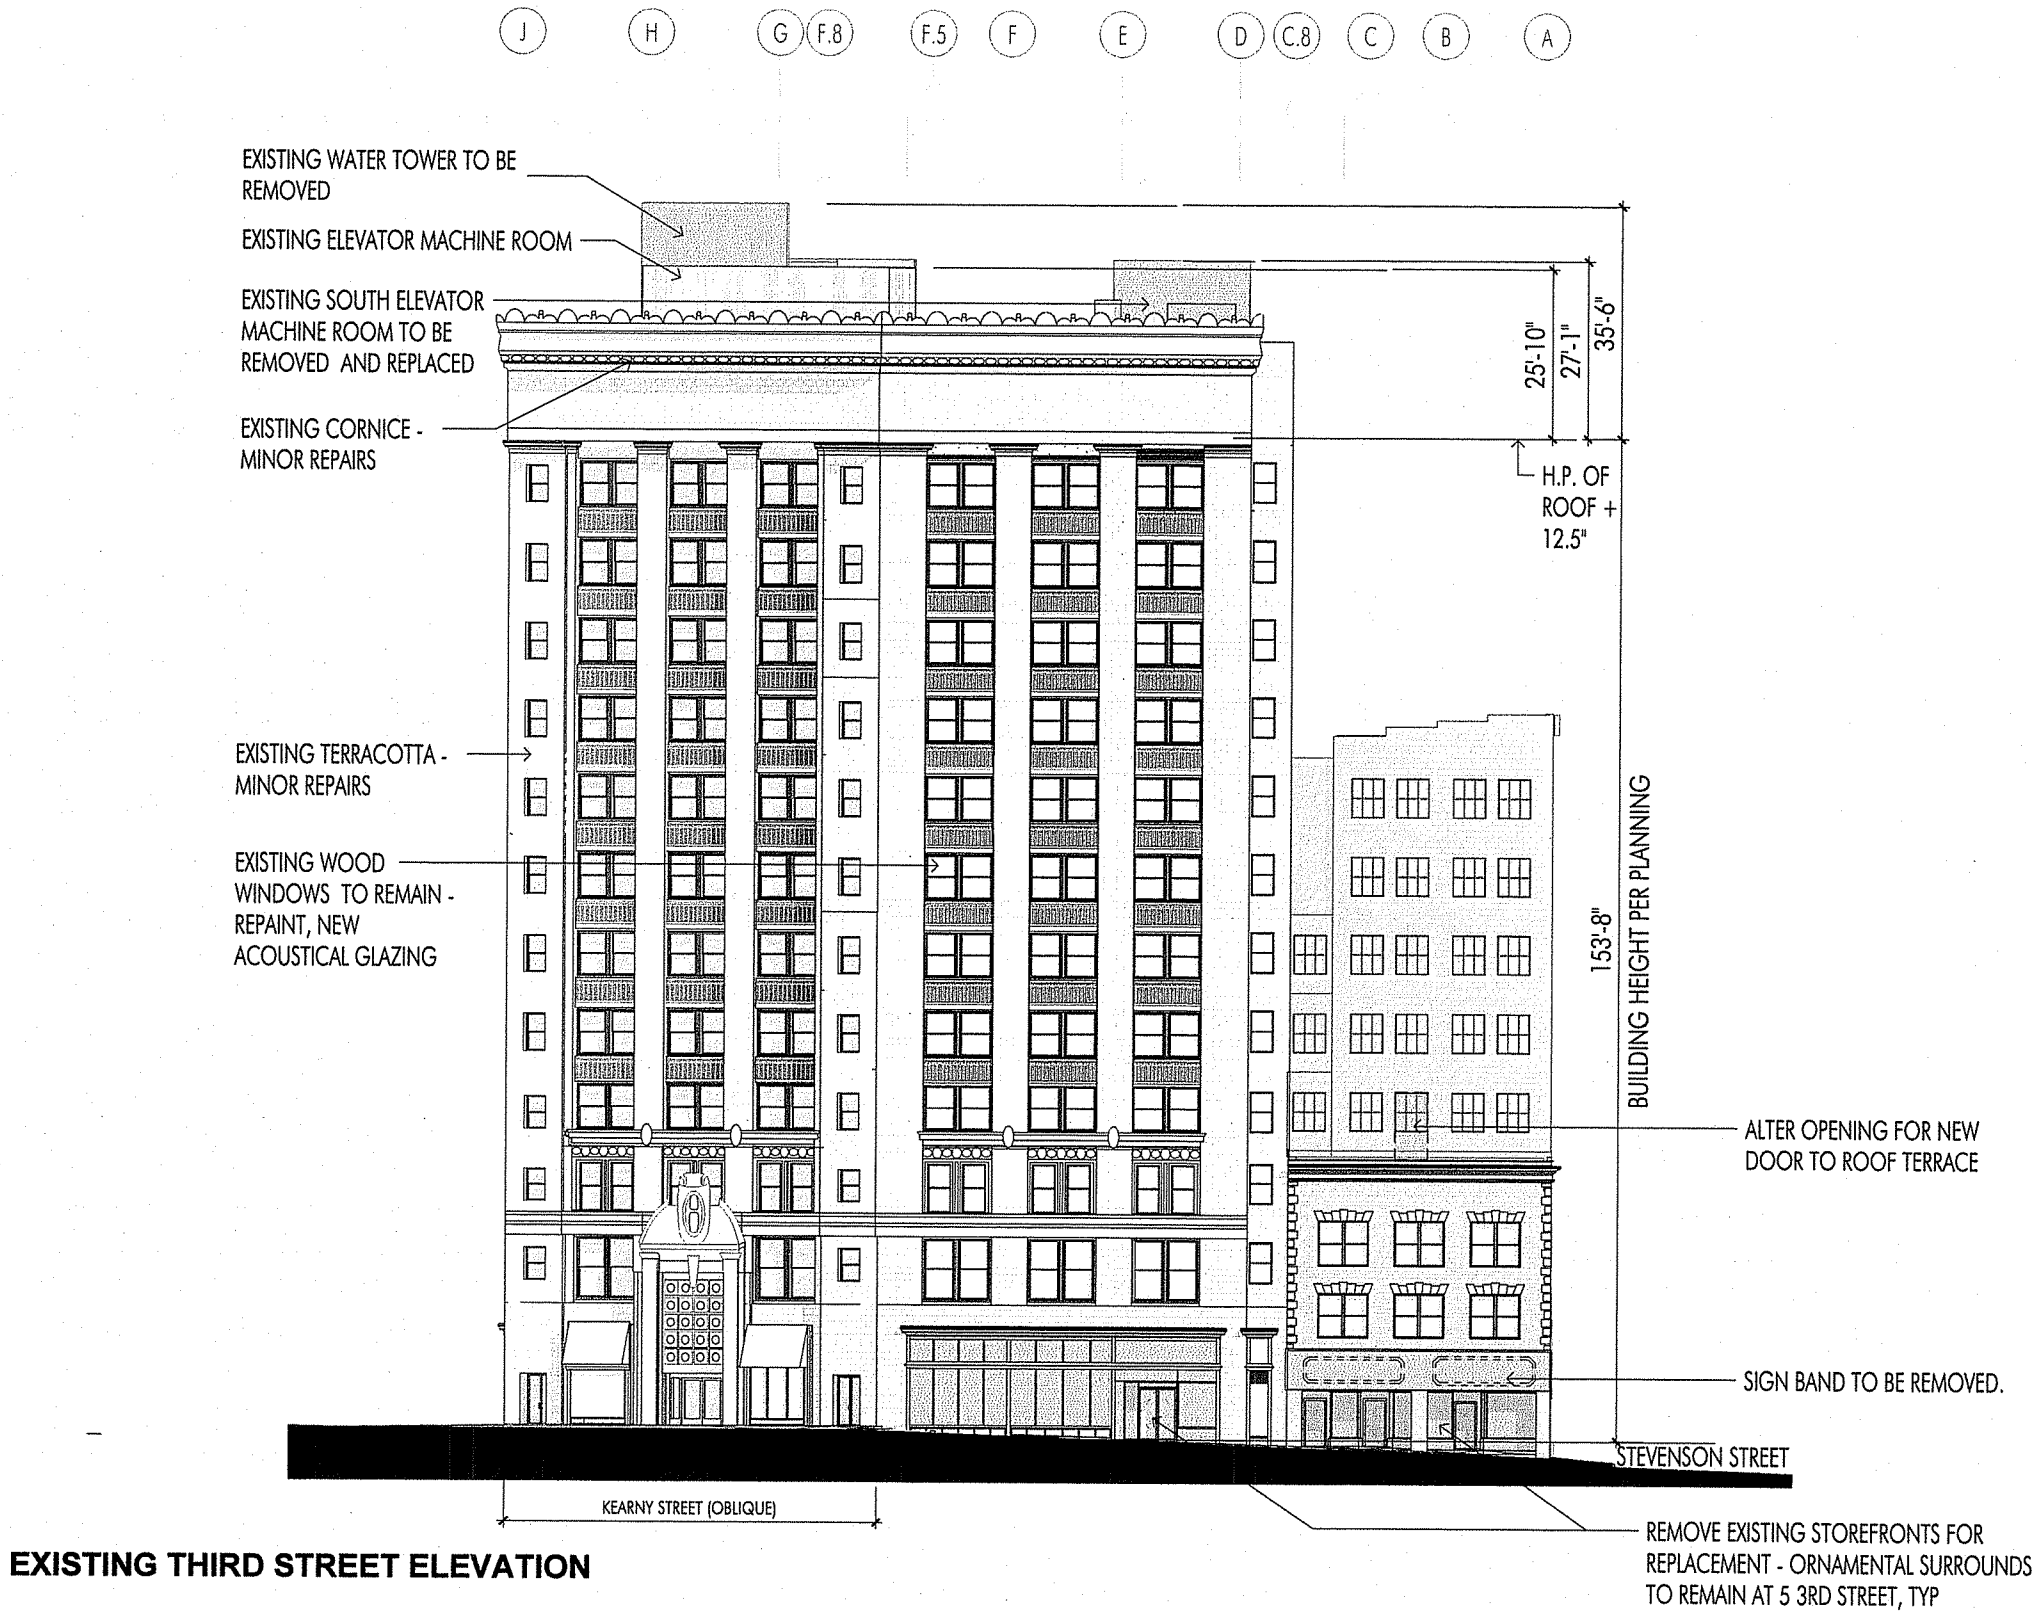 J H G F.8 F.5 F E D C.8 C B A
EXISTING WATER TOWER TO BE
REMOVED
EXISTING ELEVATOR MACHINE ROOM
EXISTING SOUTH ELEVATOR
MACHINE ROOM TO BE
REMOVED AND REPLACED
EXISTING CORNICE -
MINOR REPAIRS
25'-10"
27'-1"
35'-6"
H.P. OF
ROOF +
12.5"
EXISTING TERRACOTTA -
MINOR REPAIRS
EXISTING WOOD
WINDOWS TO REMAIN -
REPAINT, NEW
ACOUSTICAL GLAZING
153'-8"
BUILDING HEIGHT PER PLANNING
ALTER OPENING FOR NEW
DOOR TO ROOF TERRACE
SIGN BAND TO BE REMOVED.
STEVENSON STREET
KEARNY STREET (OBLIQUE)
REMOVE EXISTING STOREFRONTS FOR
REPLACEMENT - ORNAMENTAL SURROUNDS
TO REMAIN AT 5 3RD STREET, TYP
EXISTING THIRD STREET ELEVATION